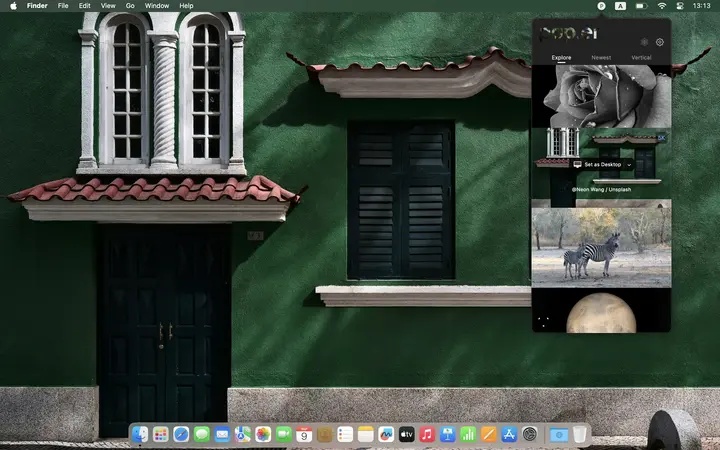 Finder File Edit View Go Window Help
A
13:13
Explore Newest Vertical
5K
Set as Desktop
@Neon Wang / Unsplash
9
tv